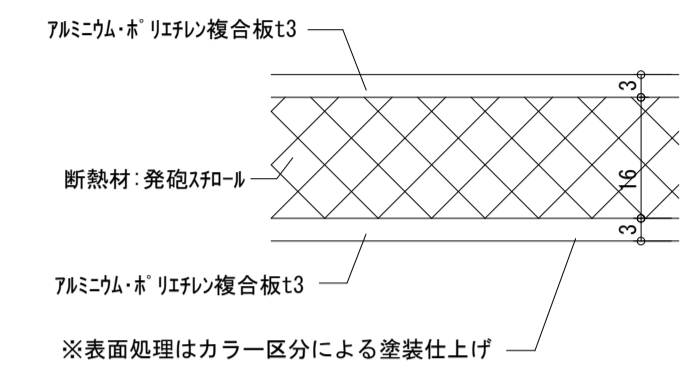 ｱﾙﾐﾆｳﾑ・ﾎﾟﾘｴﾁﾚﾝ複合板t3
3
断熱材:発砲ｽﾁﾛｰﾙ
16
3
ｱﾙﾐﾆｳﾑ・ﾎﾟﾘｴﾁﾚﾝ複合板t3
※表面処理はカラー区分による塗装仕上げ